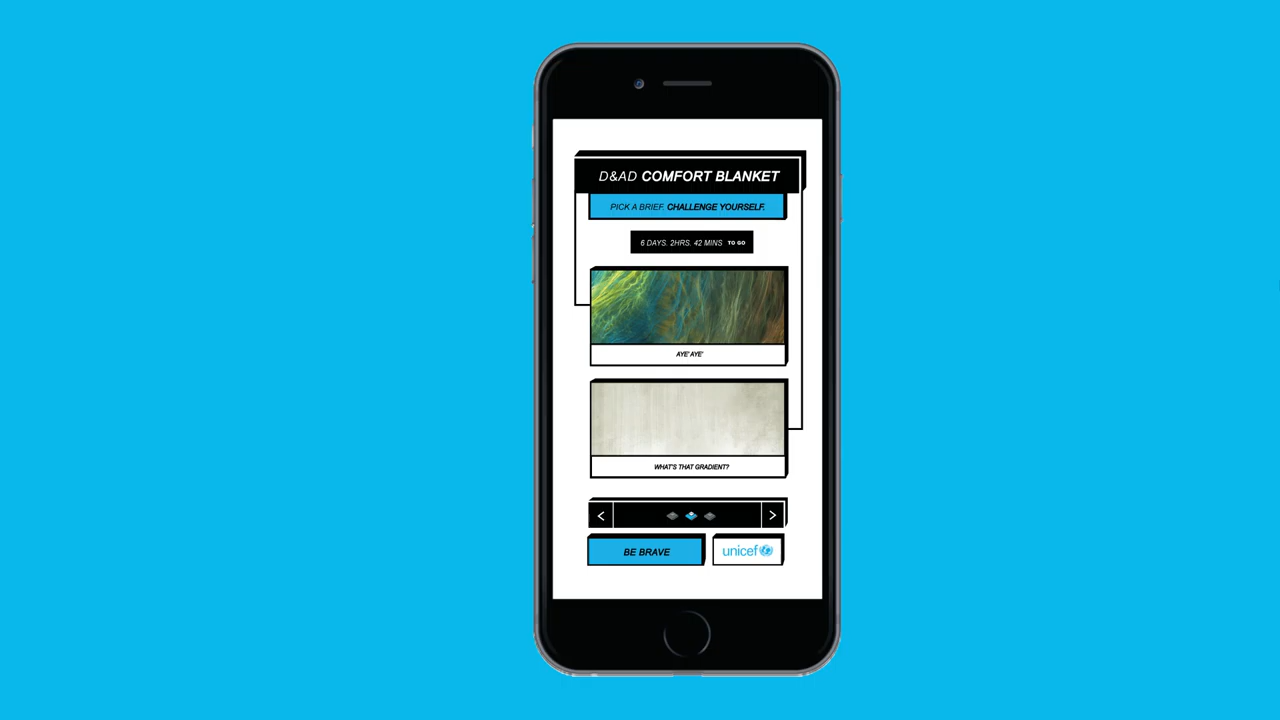 D&AD COMFORT BLANKET
PICK A BRIEF. CHALLENGE YOURSELF.
6 DAYS. 2HRS. 42 MINS TO GO
AYE' AYE'
WHAT'S THAT GRADIENT?
< >
BE BRAVE
unicef